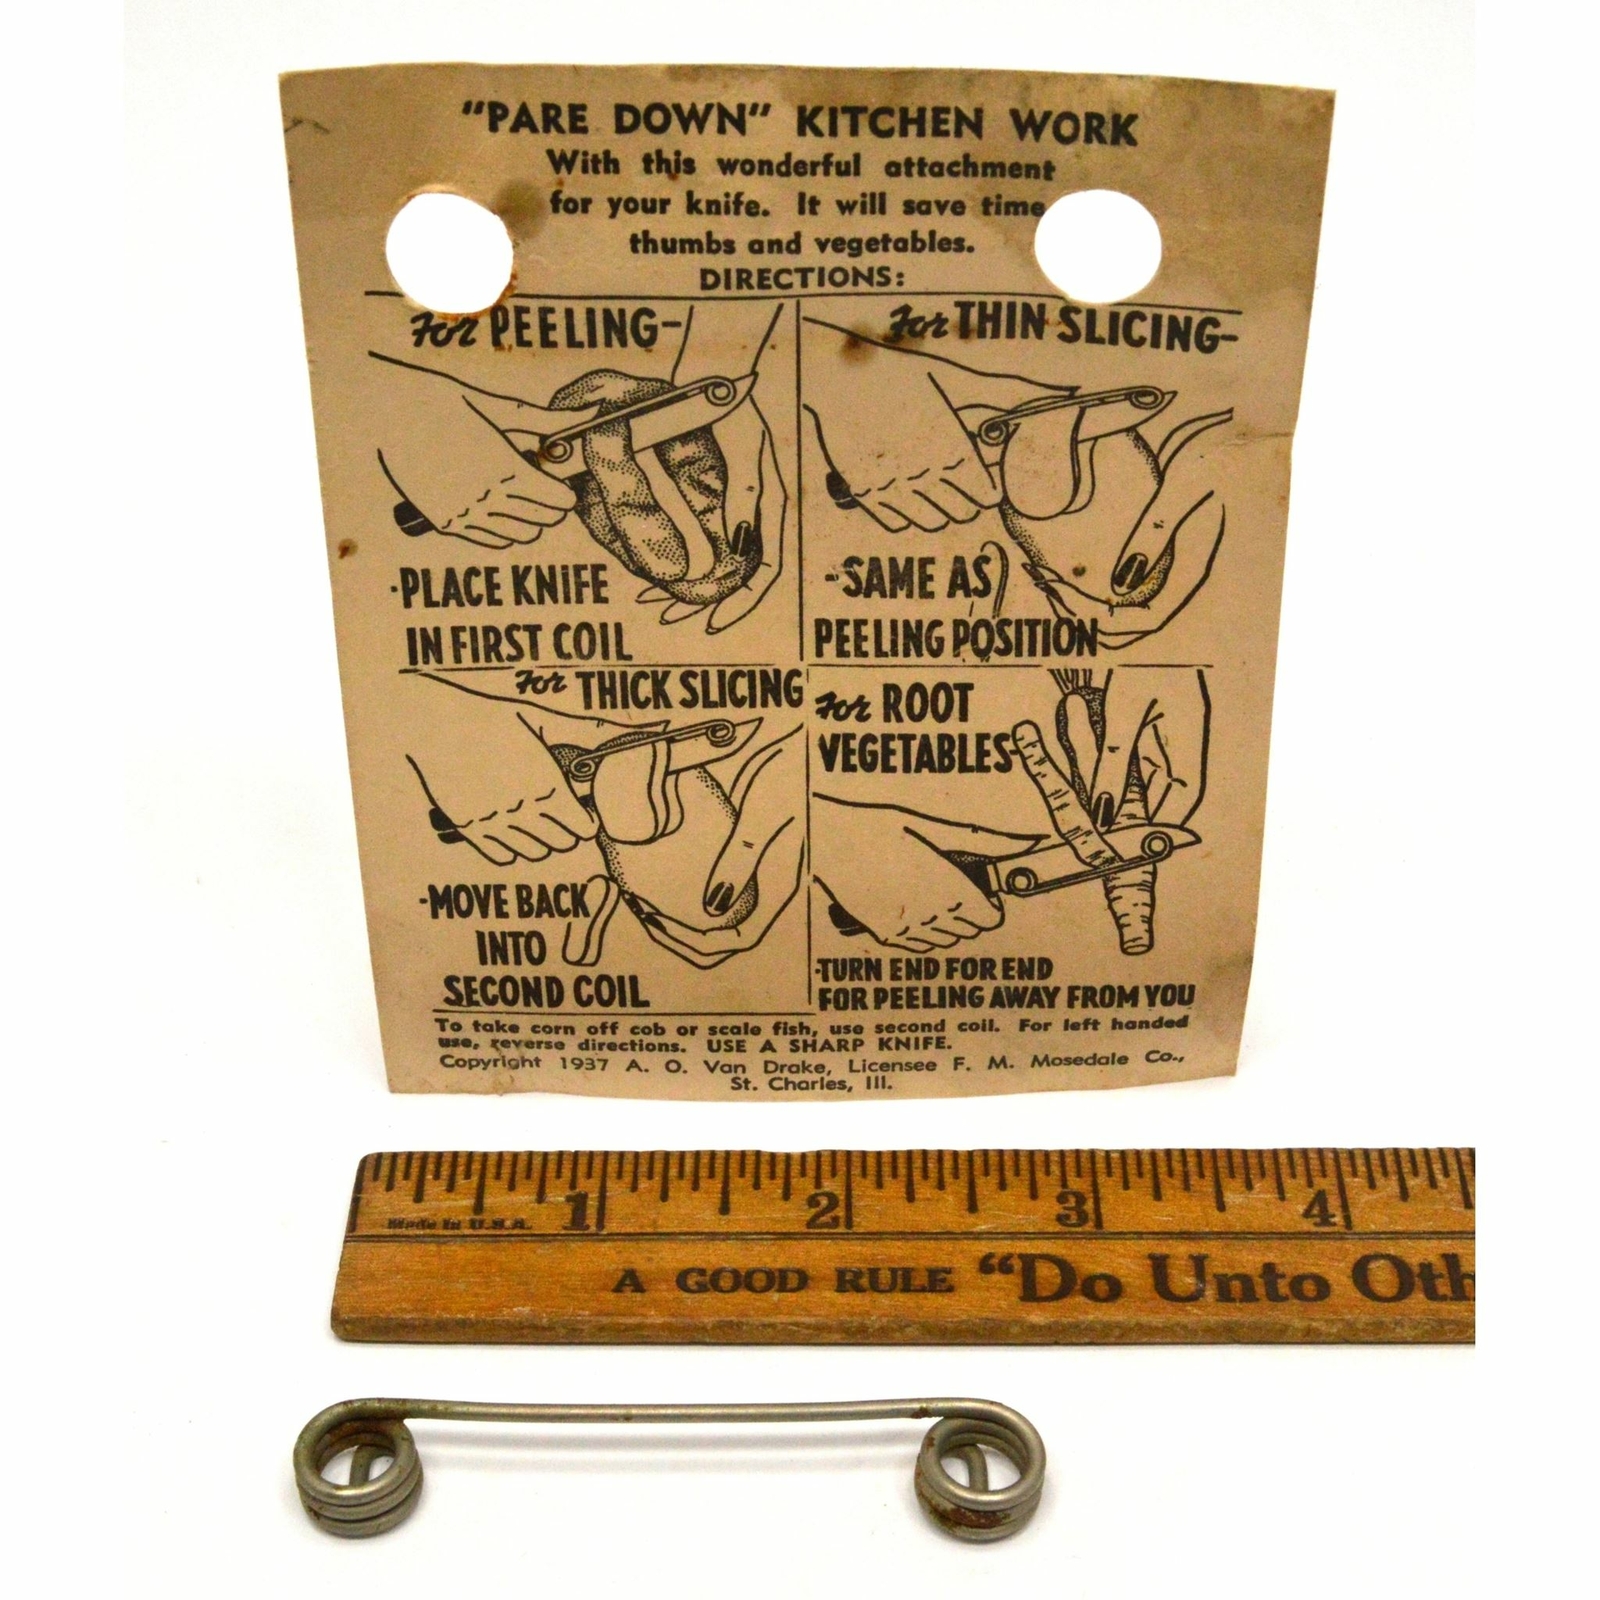 "PARE DOWN" KITCHEN WORK
With this wonderful attachment
for your knife. It will save time
thumbs and vegetables.
DIRECTIONS:
For PEELING-
-PLACE KNIFE
IN FIRST COIL
For THIN SLICING-
-SAME AS
PEELING POSITION
For THICK SLICING
-MOVE BACK
INTO
SECOND COIL
For ROOT
VEGETABLES-
-TURN END FOR END
FOR PEELING AWAY FROM YOU
To take corn off cob or scale fish, use second coil. For left handed
use, reverse directions. USE A SHARP KNIFE.
Copyright 1937 A. O. Van Drake, Licensee F. M. Mosedale Co.,
St. Charles, Ill.
1 2 3 4
Made in U.S.A.
A GOOD RULE "Do Unto Oth